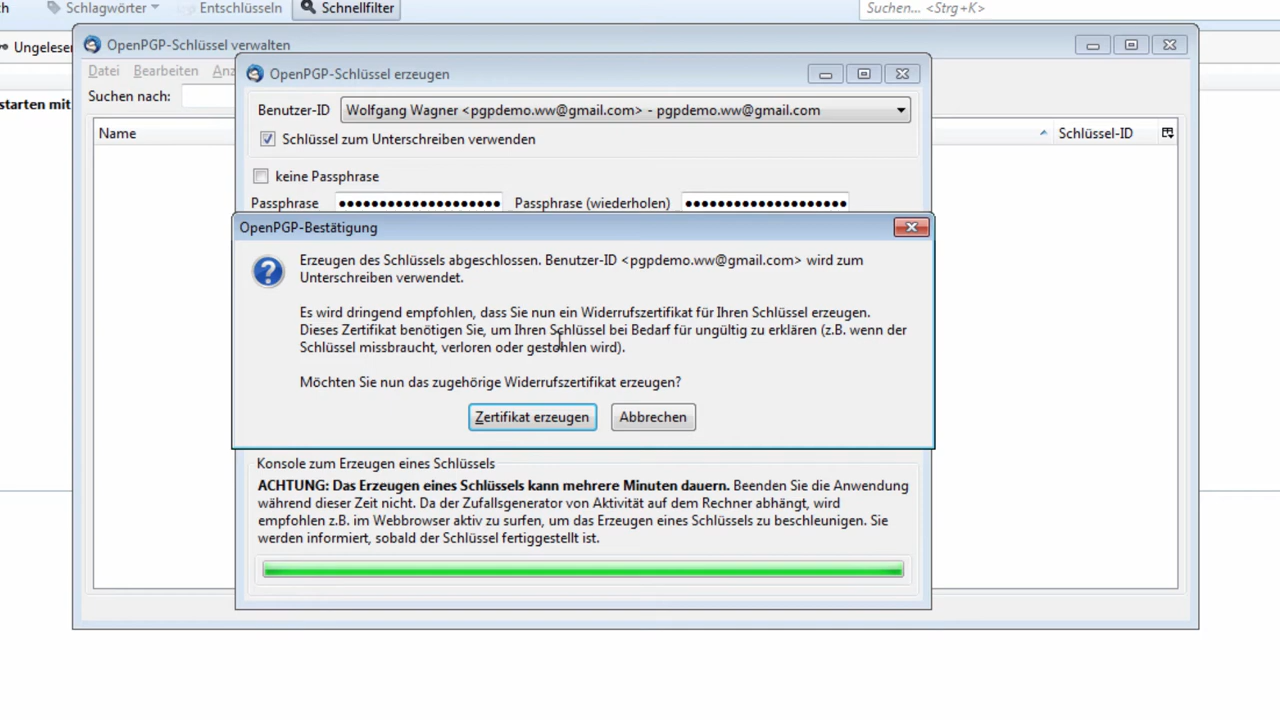 Schlagwörter
Entschlüsseln
Schnellfilter
Suchen... <Strg+K>
OpenPGP-Schlüssel verwalten
Datei Bearbeiten
OpenPGP-Schlüssel erzeugen
Suchen nach:
Benutzer-ID Wolfgang Wagner <pgpdemo.ww@gmail.com> - pgpdemo.ww@gmail.com
starten mit
Name
Schlüssel zum Unterschreiben verwenden
Schlüssel-ID
keine Passphrase
Passphrase
Passphrase (wiederholen)
OpenPGP-Bestätigung
Erzeugen des Schlüssels abgeschlossen. Benutzer-ID <pgpdemo.ww@gmail.com> wird zum
Unterschreiben verwendet.
Es wird dringend empfohlen, dass Sie nun ein Widerrufszertifikat für Ihren Schlüssel erzeugen.
Dieses Zertifikat benötigen Sie, um Ihren Schlüssel bei Bedarf für ungültig zu erklären (z.B. wenn der
Schlüssel missbraucht, verloren oder gestohlen wird).
Möchten Sie nun das zugehörige Widerrufszertifikat erzeugen?
Zertifikat erzeugen
Abbrechen
Konsole zum Erzeugen eines Schlüssels
ACHTUNG: Das Erzeugen eines Schlüssels kann mehrere Minuten dauern. Beenden Sie die Anwendung
während dieser Zeit nicht. Da der Zufallsgenerator von Aktivität auf dem Rechner abhängt, wird
empfohlen z.B. im Webbrowser aktiv zu surfen, um das Erzeugen eines Schlüssels zu beschleunigen. Sie
werden informiert, sobald der Schlüssel fertiggestellt ist.